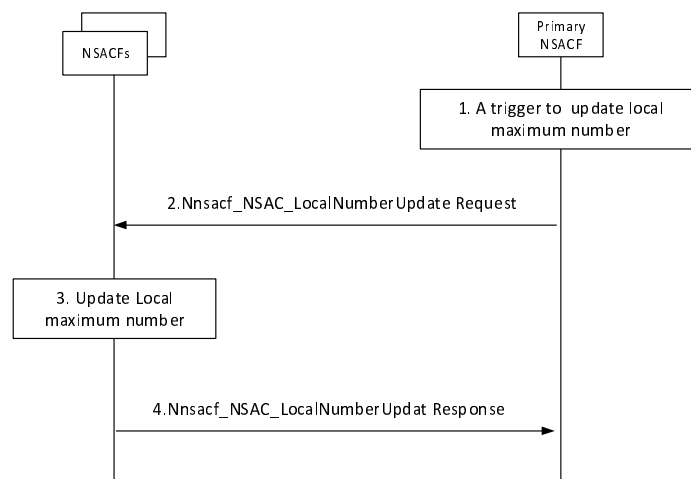 NSACFs
Primary
NSACF
1. A trigger to update local
maximum number
2.Nnsacf_NSAC_LocalNumberUpdate Request
3. Update Local
maximum number
4.Nnsacf_NSAC_LocalNumberUpdat Response